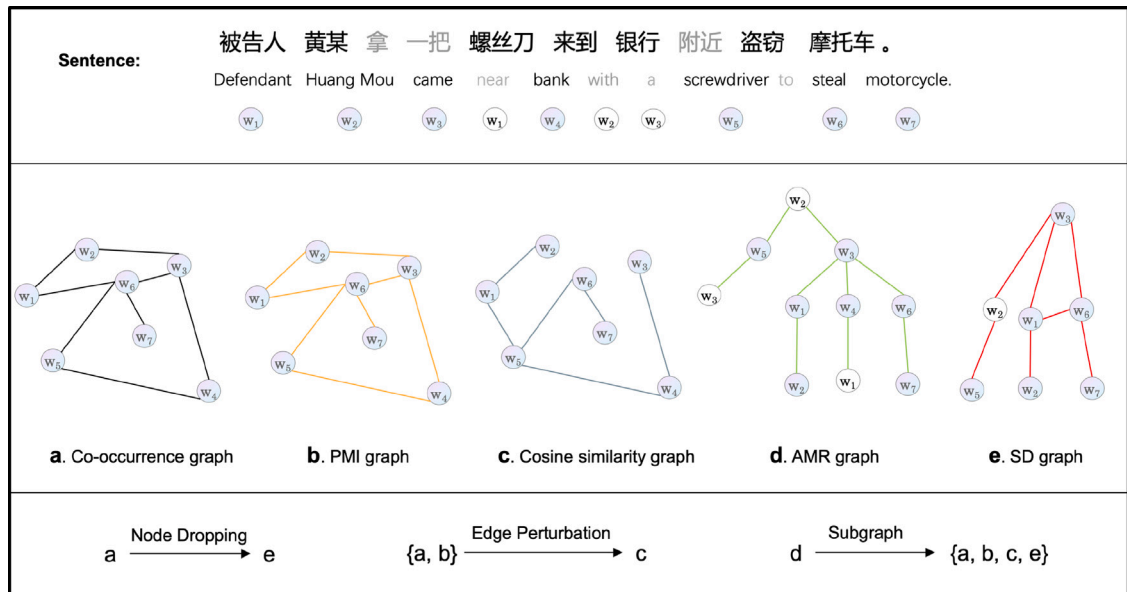 Sentence:
被告人 黄某 拿 一把 螺丝刀 来到 银行 附近 盗窃 摩托车 。
Defendant Huang Mou came near bank with a screwdriver to steal motorcycle.
w₁ w₂ w₃ w₁ w₄ w₂ w₃ w₅ w₆ w₇
w₂ w₃ w₆ w₁ w₇ w₅ w₄
w₂ w₃ w₆ w₁ w₇ w₅ w₄
w₂ w₃ w₆ w₁ w₇ w₅ w₄
w₂ w₅ w₃ w₃ w₁ w₄ w₆ w₂ w₁ w₇
w₃ w₂ w₁ w₆ w₅ w₂ w₇
a. Co-occurrence graph
b. PMI graph
c. Cosine similarity graph
d. AMR graph
e. SD graph
a Node Dropping e
{a, b} Edge Perturbation c
d Subgraph {a, b, c, e}